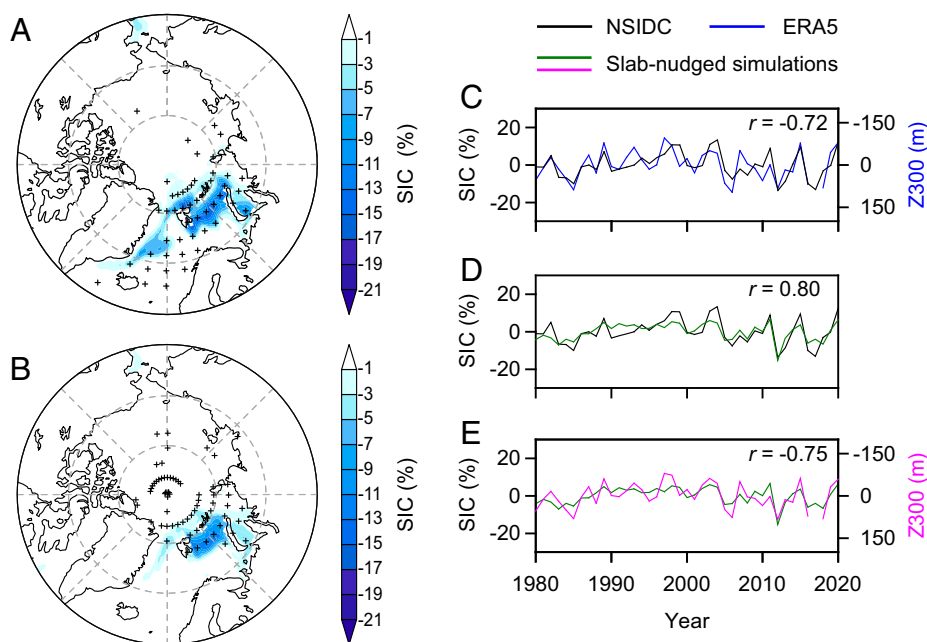 A
-1
-3
-5
-7
-9
-11
-13
-15
-17
-19
-21
SIC (%)
B
-1
-3
-5
-7
-9
-11
-13
-15
-17
-19
-21
SIC (%)
NSIDC ERA5
Slab-nudged simulations
C
r = -0.72
20
0
-20
SIC (%)
-150
0
150
Z300 (m)
D
r = 0.80
20
0
-20
SIC (%)
E
r = -0.75
20
0
-20
SIC (%)
-150
0
150
Z300 (m)
1980 1990 2000 2010 2020
Year